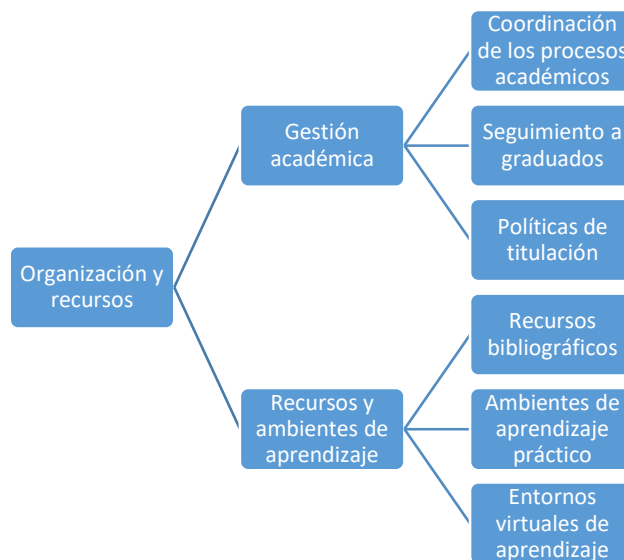 Organización y
recursos
Gestión
académica
Coordinación
de los procesos
académicos
Seguimiento a
graduados
Políticas de
titulación
Recursos y
ambientes de
aprendizaje
Recursos
bibliográficos
Ambientes de
aprendizaje
práctico
Entornos
virtuales de
aprendizaje